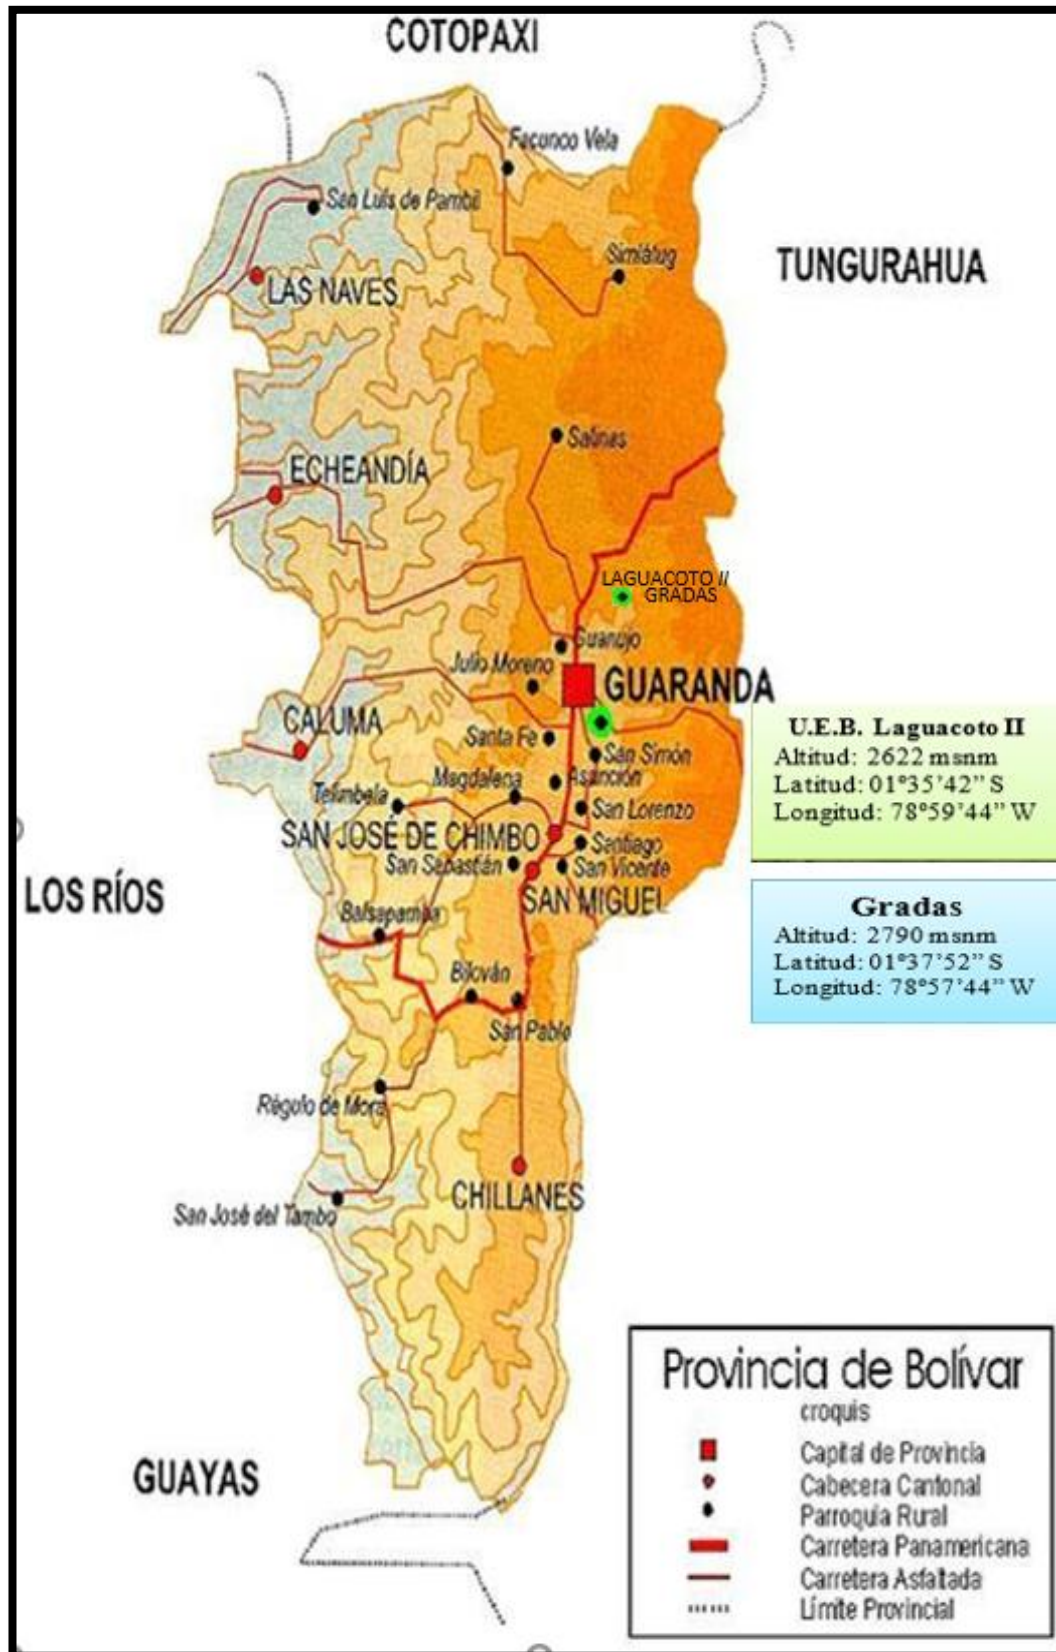 COTOPAXI
Facunco Vela
San Luis de Pambil
Simiátug
TUNGURAHUA
LAS NAVES
Salinas
ECHEANDÍA
LAGUACOTO II
GRADAS
Guanujo
Julio Moreno
GUARANDA
CALUMA
Santa Fe
San Simón
Magdalena
Asunción
Telimbela
San Lorenzo
SAN JOSÉ DE CHIMBO
Santiago
San Sebastián
San Vicente
SAN MIGUEL
LOS RÍOS
Balsapamba
Bilován
San Pablo
Régulo de Mora
CHILLANES
San José del Tambo
GUAYAS
U.E.B. Laguacoto II
Altitud: 2622 msnm
Latitud: 01°35'42” S
Longitud: 78°59'44” W
Gradas
Altitud: 2790 msnm
Latitud: 01°37'52” S
Longitud: 78°57'44” W
Provincia de Bolívar
croquis
Capital de Provincia
Cabecera Cantonal
Parroquia Rural
Carretera Panamericana
Carretera Asfaltada
Límite Provincial